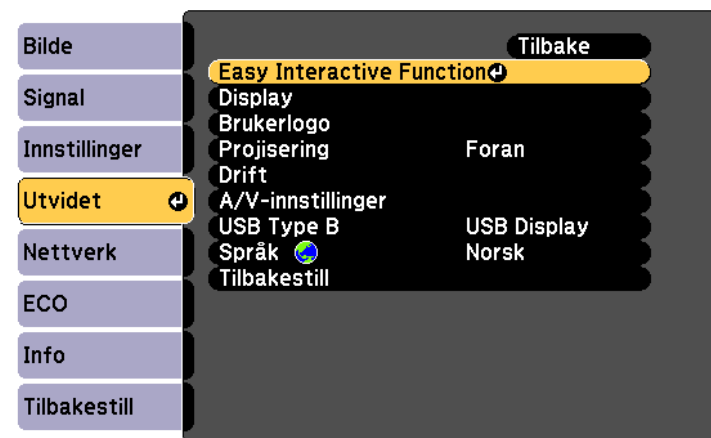 Bilde
Signal
Innstillinger
Utvidet
Nettverk
ECO
Info
Tilbakestill
Tilbake
Easy Interactive Function
Display
Brukerlogo
Projisering Foran
Drift
A/V-innstillinger
USB Type B USB Display
Språk Norsk
Tilbakestill